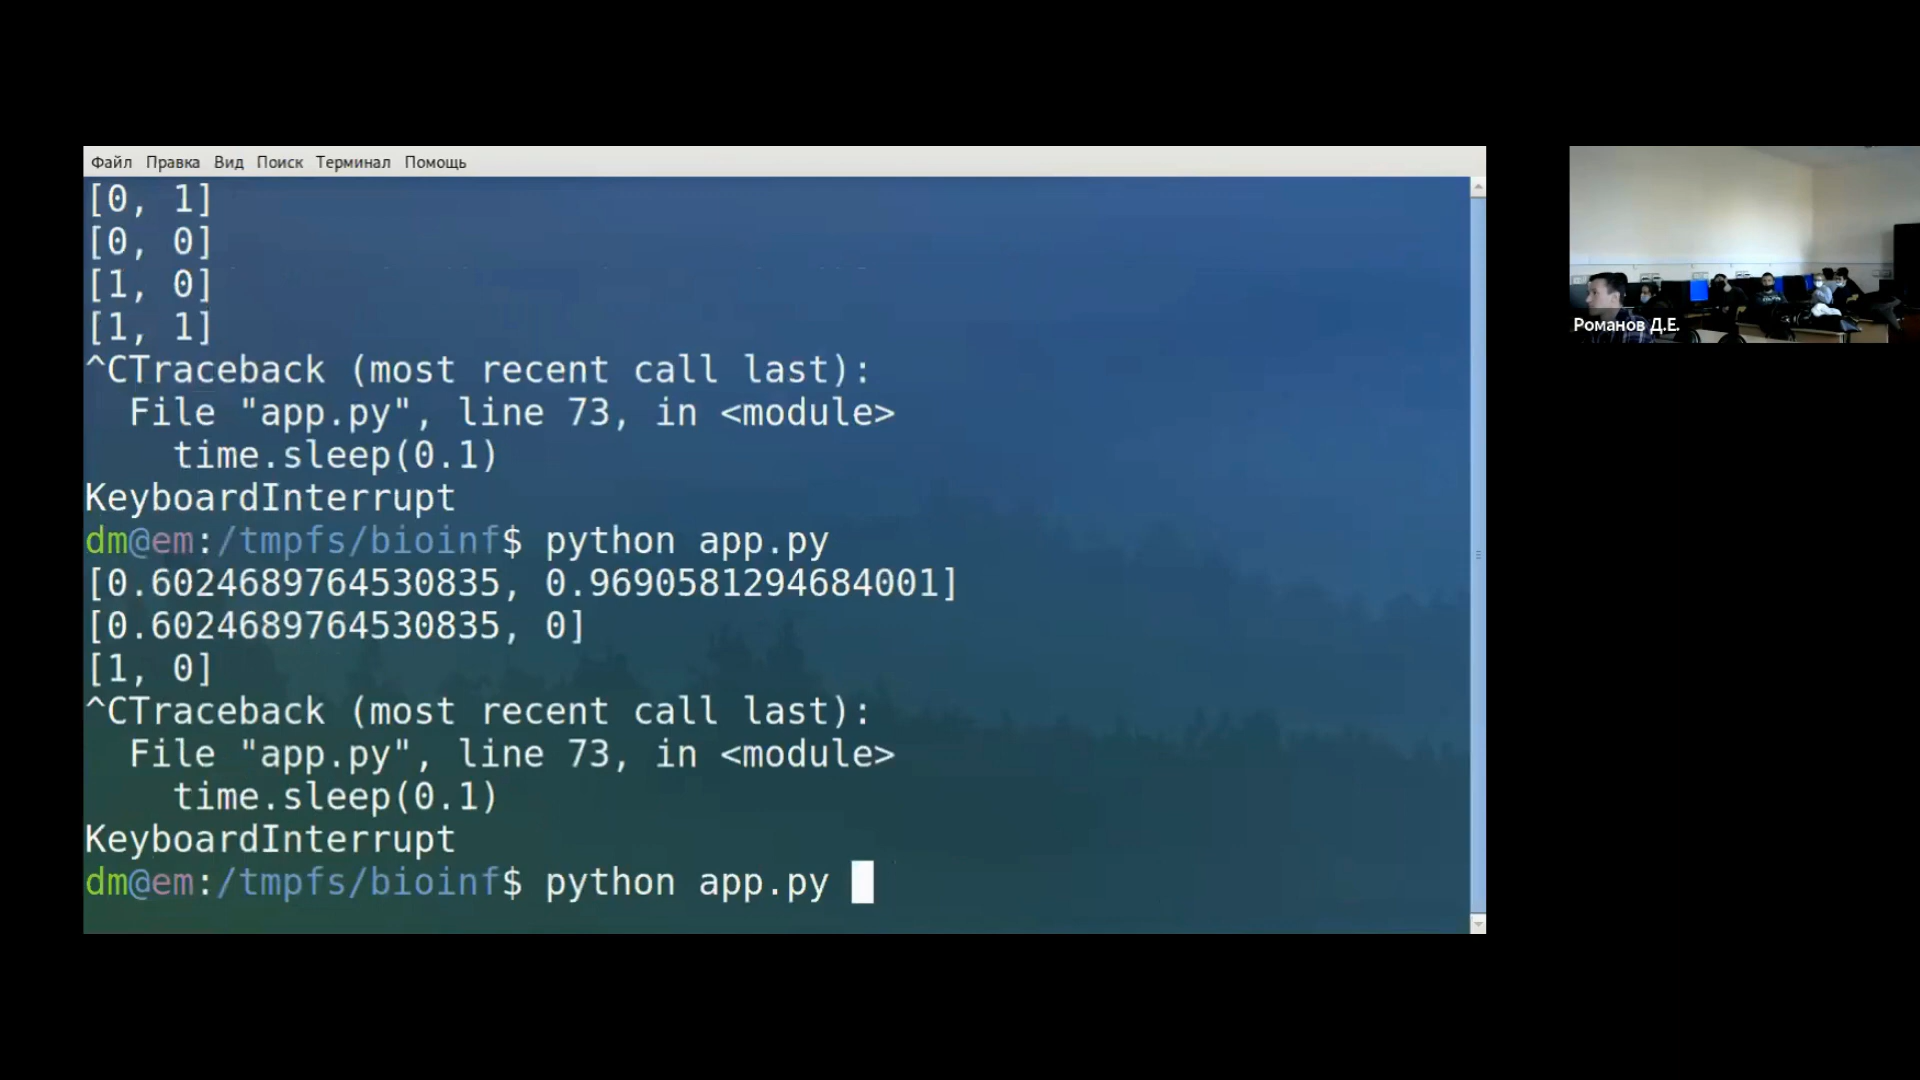 Файл Правка Вид Поиск Терминал Помощь
[0, 1]
[0, 0]
[1, 0]
[1, 1]
^CTraceback (most recent call last):
  File "app.py", line 73, in <module>
    time.sleep(0.1)
KeyboardInterrupt
dm@em:/tmpfs/bioinf$ python app.py
[0.6024689764530835, 0.9690581294684001]
[0.6024689764530835, 0]
[1, 0]
^CTraceback (most recent call last):
  File "app.py", line 73, in <module>
    time.sleep(0.1)
KeyboardInterrupt
dm@em:/tmpfs/bioinf$ python app.py
Романов Д.Е.